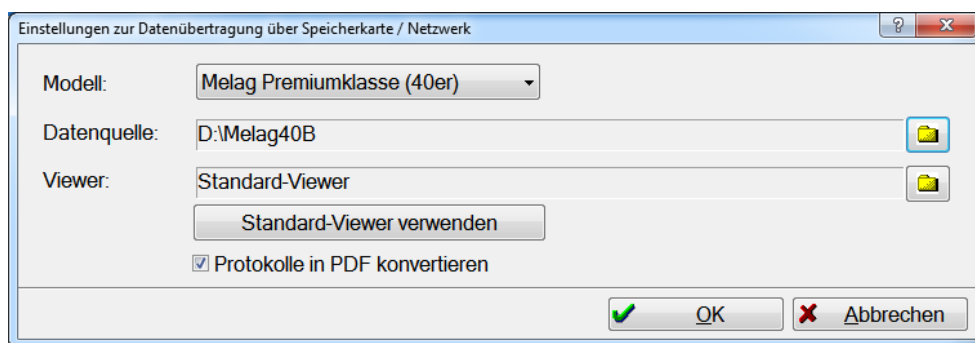 Einstellungen zur Datenübertragung über Speicherkarte / Netzwerk
Modell: Melag Premiumklasse (40er)
Datenquelle: D:\Melag40B
Viewer: Standard-Viewer
Standard-Viewer verwenden
Protokolle in PDF konvertieren
OK Abbrechen